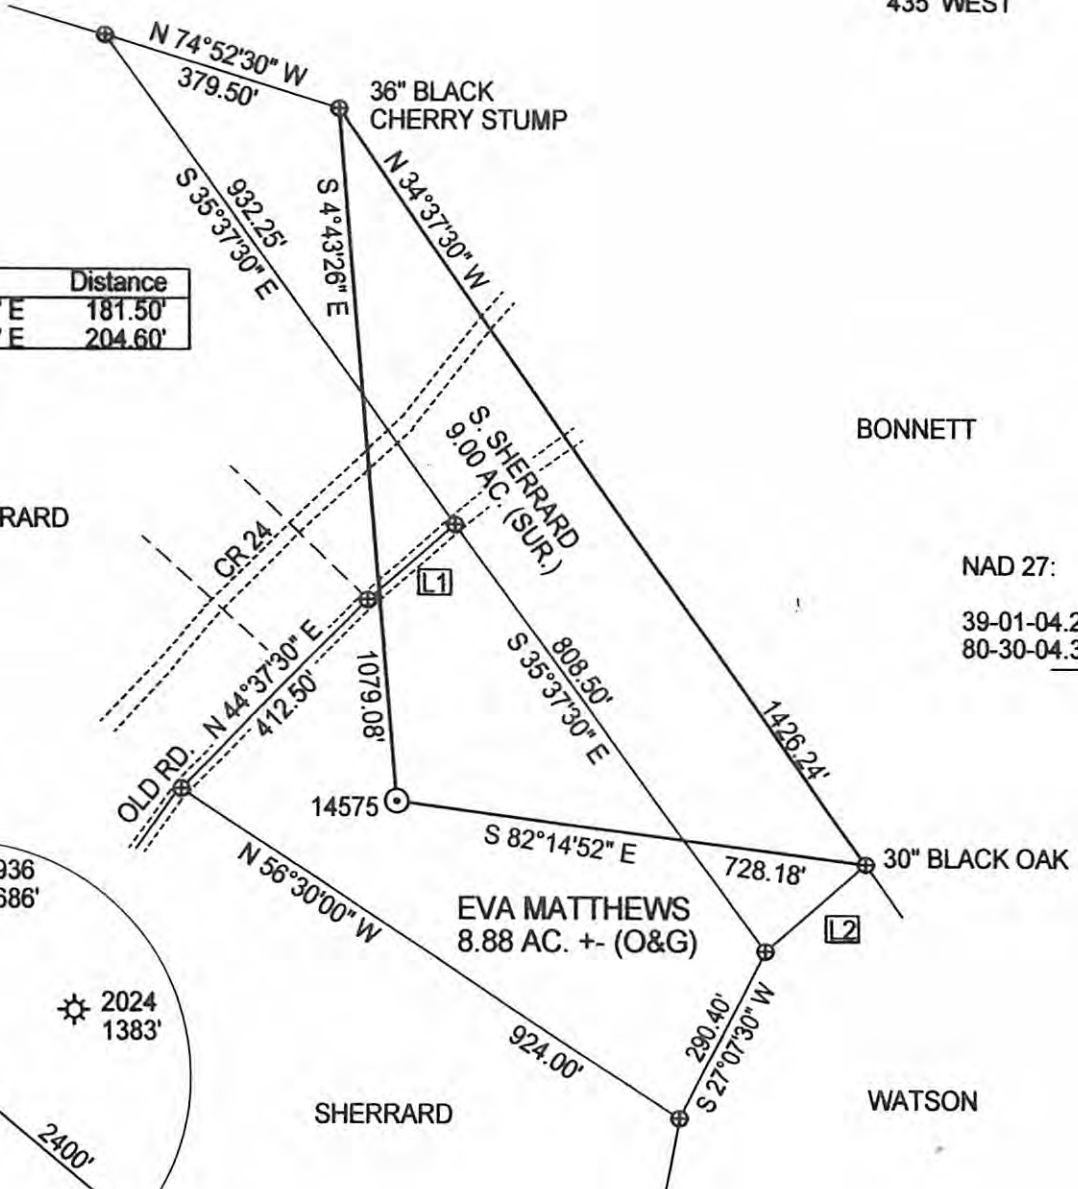 435' WEST
N 74°52'30" W
379.50'
36" BLACK
CHERRY STUMP
N 34°37'30" W
S 4°43'26" E
932.25'
S 35°37'30" E
Distance
' E 181.50'
' E 204.60'
S. SHERRARD
9.00 AC. (SUR.)
BONNETT
RARD
CR 24
L1
NAD 27:
39-01-04.2
80-30-04.3
N 44°37'30" E
412.50'
1079.08'
808.50'
S 35°37'30" E
1426.24'
OLD RD.
14575
S 82°14'52" E
728.18'
30" BLACK OAK
N 56°30'00" W
924.00'
EVA MATTHEWS
8.88 AC. +- (O&G)
L2
936
686'
2024
1383'
290.40'
S 27°07'30" W
SHERRARD
WATSON
2400'